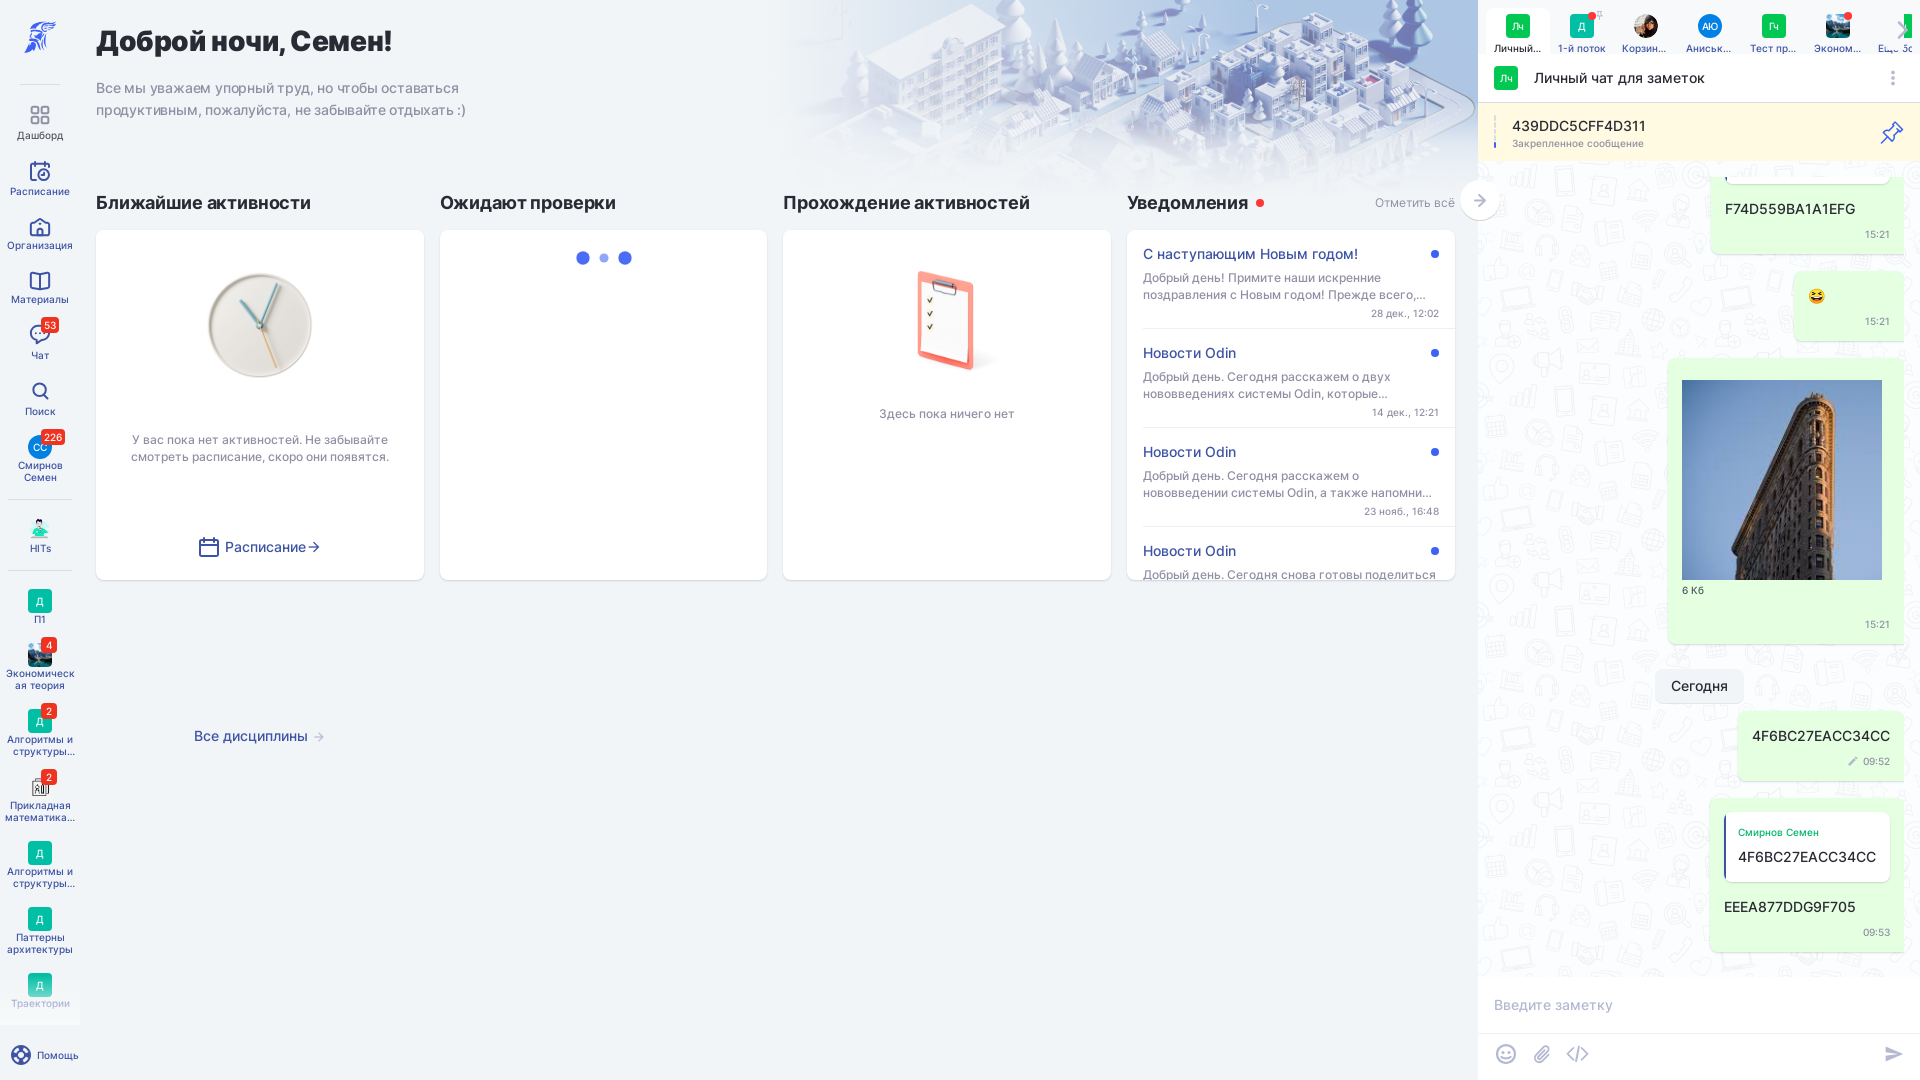 Дашборд
Расписание
Организация
Материалы
53
Чат
Поиск
СС
226
Смирнов
Семен
HITs
Д
П1
4
Экономическ
ая теория
Д
2
Алгоритмы и
структуры...
2
Прикладная
математика...
Д
Алгоритмы и
структуры...
Д
Паттерны
архитектуры
Д
Траектории
Помощь
Доброй ночи, Семен!
Все мы уважаем упорный труд, но чтобы оставаться
продуктивным, пожалуйста, не забывайте отдыхать :)
Ближайшие активности
У вас пока нет активностей. Не забывайте
смотреть расписание, скоро они появятся.
Расписание
Ожидают проверки
Прохождение активностей
Здесь пока ничего нет
Уведомления
Отметить всё
С наступающим Новым годом!
Добрый день! Примите наши искренние
поздравления с Новым годом! Прежде всего,...
28 дек., 12:02
Новости Odin
Добрый день. Сегодня расскажем о двух
нововведениях системы Odin, которые...
14 дек., 12:21
Новости Odin
Добрый день. Сегодня расскажем о
нововведении системы Odin, а также напомни...
23 нояб., 16:48
Новости Odin
Добрый день. Сегодня снова готовы поделиться
Все дисциплины
Лч
Личный...
Д
1-й поток
Корзин...
АЮ
Аниськ...
Гч
Тест пр...
Эконом...
Лч
Личный чат для заметок
439DDC5CFF4D311
Закрепленное сообщение
F74D559BA1A1EFG
15:21
😆
15:21
6 Кб
15:21
Сегодня
4F6BC27EACC34CC
09:52
Смирнов Семен
4F6BC27EACC34CC
EEEA877DDG9F705
09:53
Введите заметку